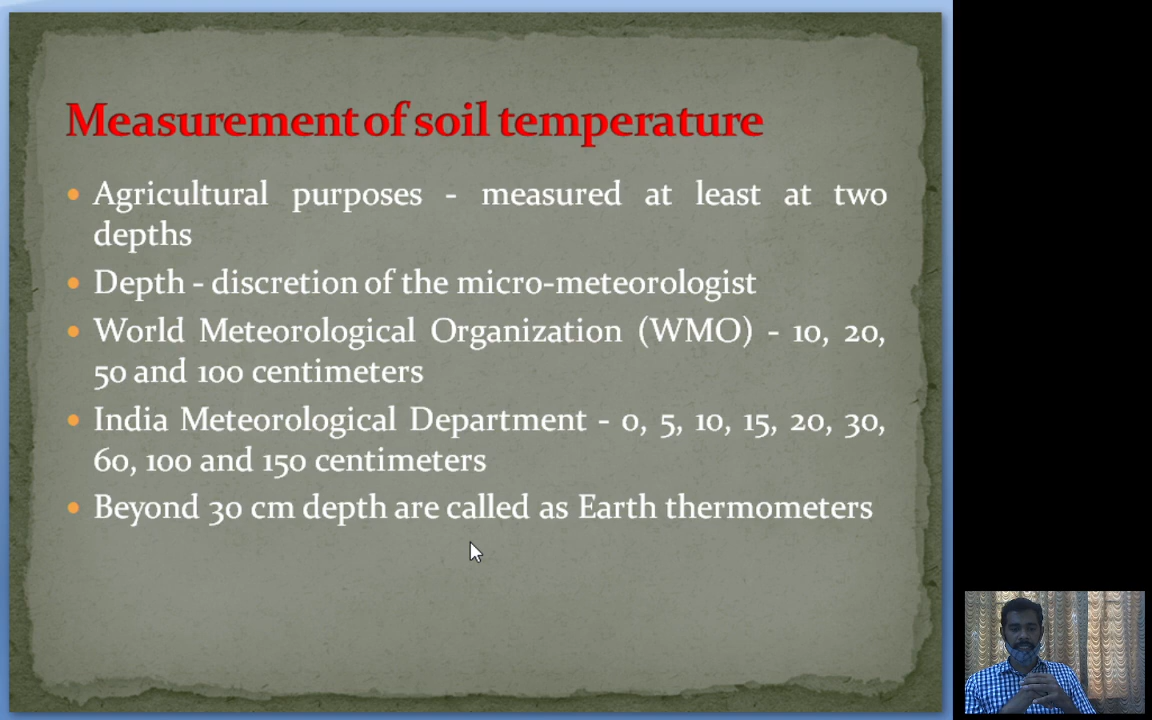 Measurement of soil temperature
Agricultural purposes - measured at least at two
depths
Depth - discretion of the micro-meteorologist
World Meteorological Organization (WMO) - 10, 20,
50 and 100 centimeters
India Meteorological Department - 0, 5, 10, 15, 20, 30,
60, 100 and 150 centimeters
Beyond 30 cm depth are called as Earth thermometers